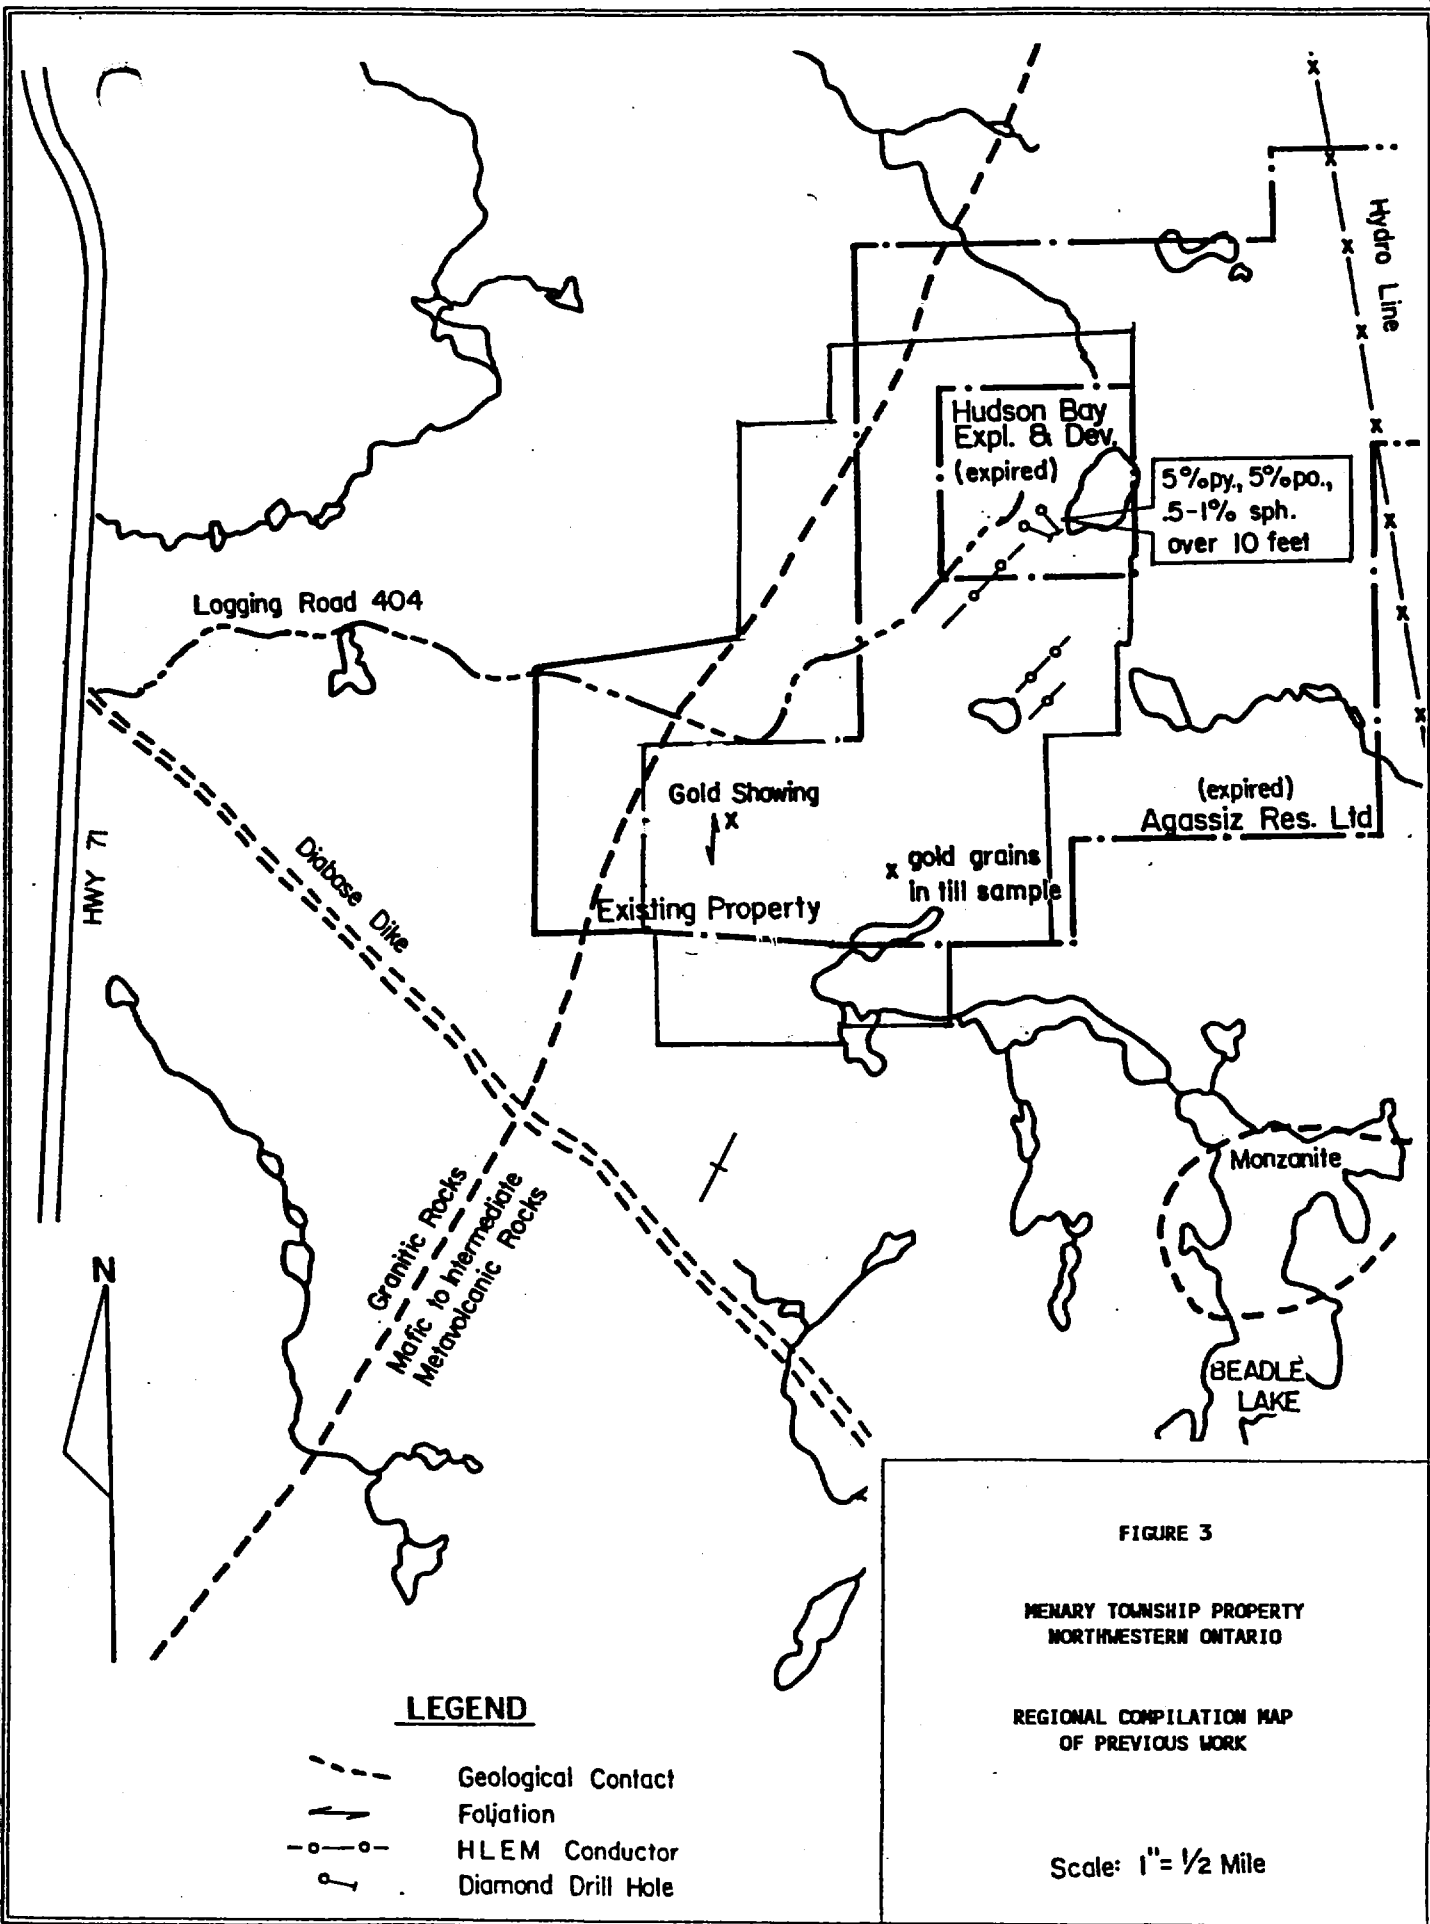 Hydro Line
Hudson Bay
Expl. & Dev.
(expired)
5%py., 5%po.,
.5-1% sph.
over 10 feet
Logging Road 404
HWY 71
Diabase Dike
Gold Showing
x
x gold grains
in till sample
Existing Property
(expired)
Agassiz Res. Ltd
Granitic Rocks
Mafic to Intermediate
Metavolcanic Rocks
Monzonite
BEADLE
LAKE
N
FIGURE 3
MENARY TOWNSHIP PROPERTY
NORTHWESTERN ONTARIO
REGIONAL COMPILATION MAP
OF PREVIOUS WORK
Scale: 1"= 1/2 Mile
LEGEND
Geological Contact
Foliation
HLEM Conductor
Diamond Drill Hole